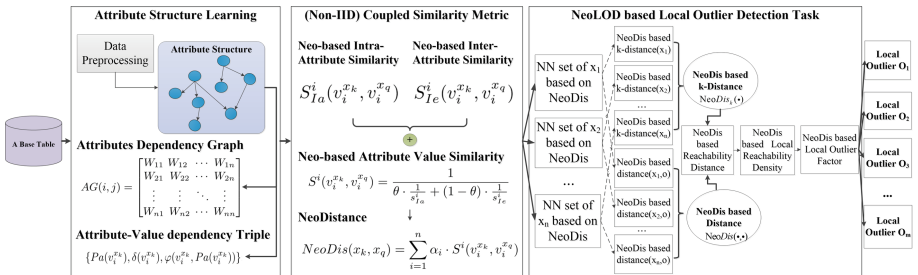 Attribute Structure Learning
Data
Preprocessing
Attribute Structure
A Base Table
Attributes Dependency Graph
AG(i, j) = [W₁₁ W₁₂ ⋯ W₁ₙ
W₂₁ W₂₂ ⋯ W₂ₙ
⋮ ⋮ ⋱ ⋮
Wₙ₁ Wₙ₂ ⋯ Wₙₙ]
Attribute-Value dependency Triple
{Pa(v_i^{x_k}), δ(v_i^{x_k}), φ(v_i^{x_k}, Pa(v_i^{x_k}))}
(Non-IID) Coupled Similarity Metric
Neo-based Intra-
Attribute Similarity
Neo-based Inter-
Attribute Similarity
S_{Ia}^i(v_i^{x_k}, v_i^{x_q})
S_{Ie}^i(v_i^{x_k}, v_i^{x_q})
+
Neo-based Attribute Value Similarity
S^i(v_i^{x_k}, v_i^{x_q}) = 1 / (θ · 1/s_{Ia}^i + (1 − θ) · 1/s_{Ie}^i)
NeoDistance
NeoDis(x_k, x_q) = ∑_{i=1}^{n} α_i · S^i(v_i^{x_k}, v_i^{x_q})
NeoLOD based Local Outlier Detection Task
NN set of x₁
based on
NeoDis
NN set of x₂
based on
NeoDis
...
NN set of
xₙ based on
NeoDis
NeoDis based
k-distance(x₁)
NeoDis based
k-distance(x₂)
...
NeoDis based
k-distance(xₙ)
NeoDis based
distance(x₁,o)
NeoDis based
distance(x₂,o)
...
NeoDis based
distance(xₙ,o)
NeoDis based
k-Distance
NeoDisₖ(•)
NeoDis based
Distance
NeoDis(•,•)
NeoDis
based
Reachability
Distance
NeoDis
based Local
Reachability
Density
NeoDis based
Local Outlier
Factor
Local
Outlier O₁
Local
Outlier O₂
Local
Outlier O₃
...
Local
Outlier Oₘ